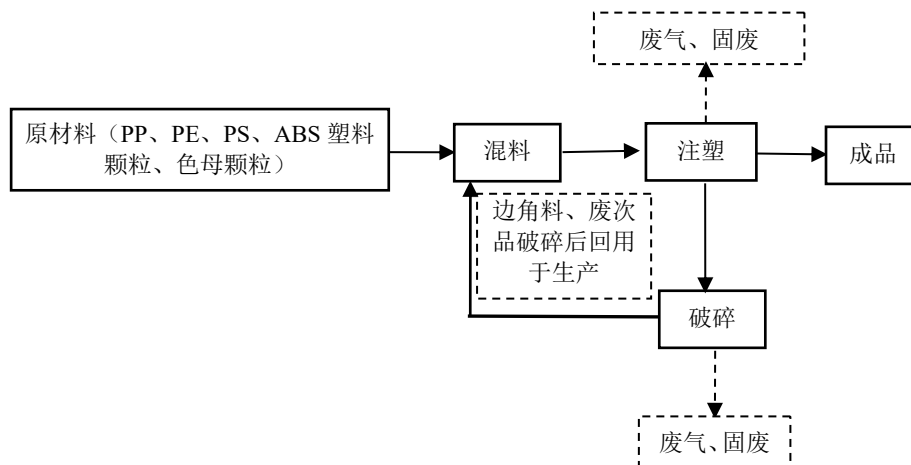 废气、固废
原材料（PP、PE、PS、ABS 塑料
颗粒、色母颗粒）
混料
注塑
成品
边角料、废次
品破碎后回用
于生产
破碎
废气、固废